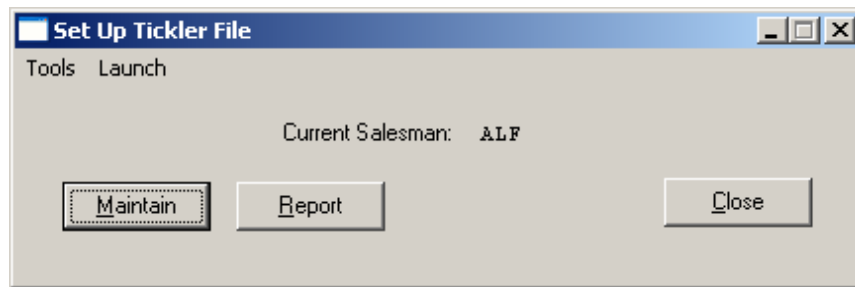 Set Up Tickler File
Tools Launch
Current Salesman: ALF
Maintain Report Close